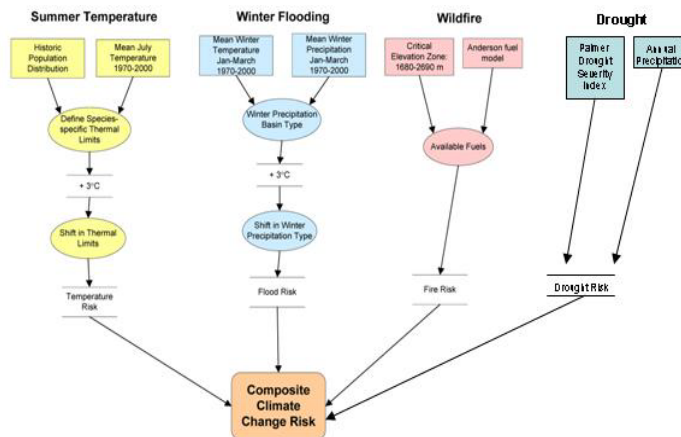 Summer Temperature
Winter Flooding
Wildfire
Drought
Historic
Population
Distribution
Mean July
Temperature
1970-2000
Mean Winter
Temperature
Jan-March
1970-2000
Mean Winter
Precipitation
Jan-March
1970-2000
Critical
Elevation Zone:
1680-2690 m
Anderson fuel
model
Palmer
Drought
Severity
Index
Annual
Precipitation
Define Species-
specific Thermal
Limits
Winter Precipitation
Basin Type
Available Fuels
+ 3°C
+ 3°C
Shift in Thermal
Limits
Shift in Winter
Precipitation Type
Temperature
Risk
Flood Risk
Fire Risk
Drought Risk
Composite
Climate
Change Risk